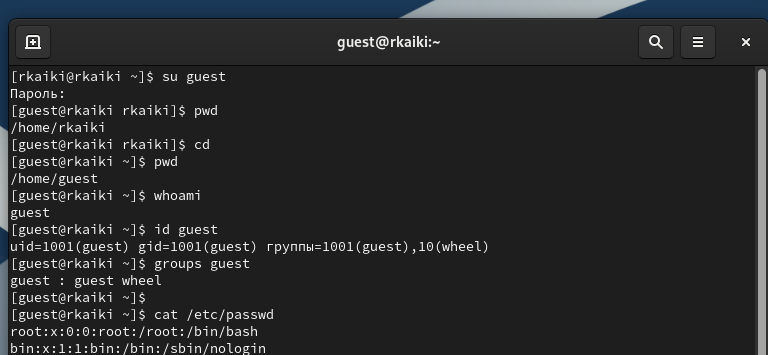 guest@rkaiki:~
[rkaiki@rkaiki ~]$ su guest
Пароль:
[guest@rkaiki rkaiki]$ pwd
/home/rkaiki
[guest@rkaiki rkaiki]$ cd
[guest@rkaiki ~]$ pwd
/home/guest
[guest@rkaiki ~]$ whoami
guest
[guest@rkaiki ~]$ id guest
uid=1001(guest) gid=1001(guest) группы=1001(guest),10(wheel)
[guest@rkaiki ~]$ groups guest
guest : guest wheel
[guest@rkaiki ~]$
[guest@rkaiki ~]$ cat /etc/passwd
root:x:0:0:root:/root:/bin/bash
bin:x:1:1:bin:/bin:/sbin/nologin